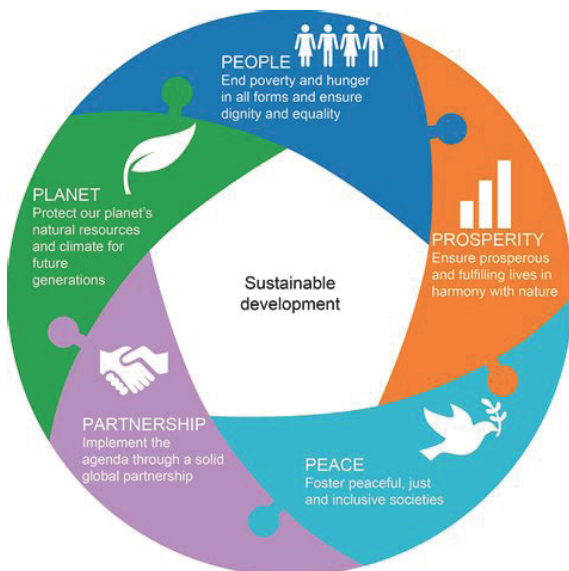 PEOPLE
End poverty and hunger
in all forms and ensure
dignity and equality
PROSPERITY
Ensure prosperous
and fulfilling lives in
harmony with nature
PEACE
Foster peaceful, just
and inclusive societies
PARTNERSHIP
Implement the
agenda through a solid
global partnership
PLANET
Protect our planet's
natural resources
and climate for
future
generations
Sustainable
development